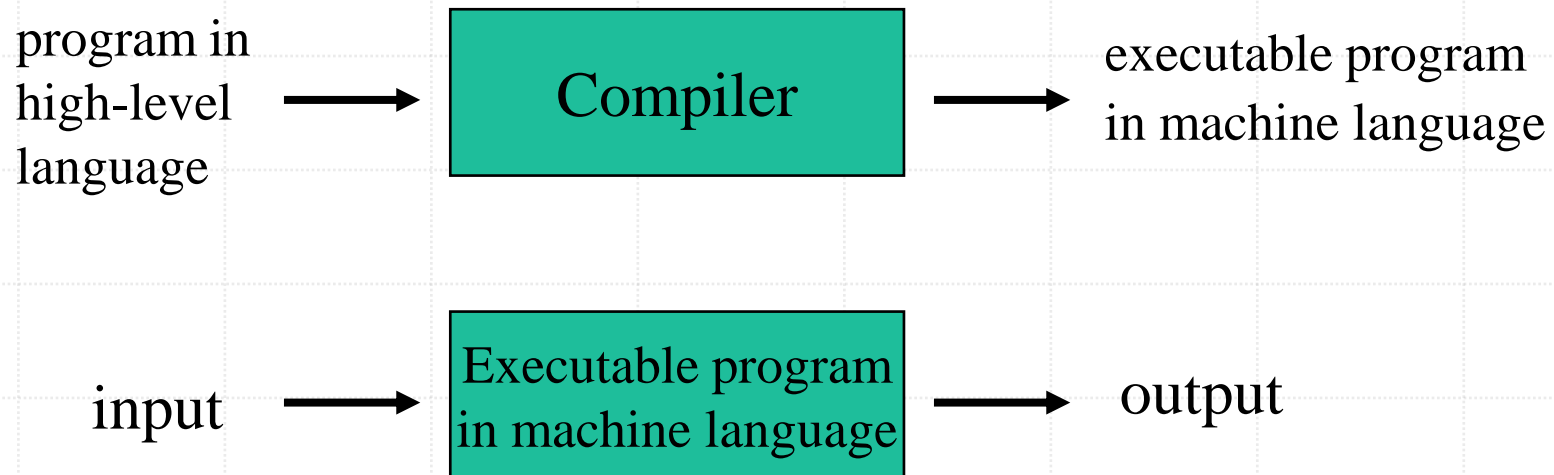 program in
high-level
language
Compiler
executable program
in machine language
input
Executable program
in machine language
output